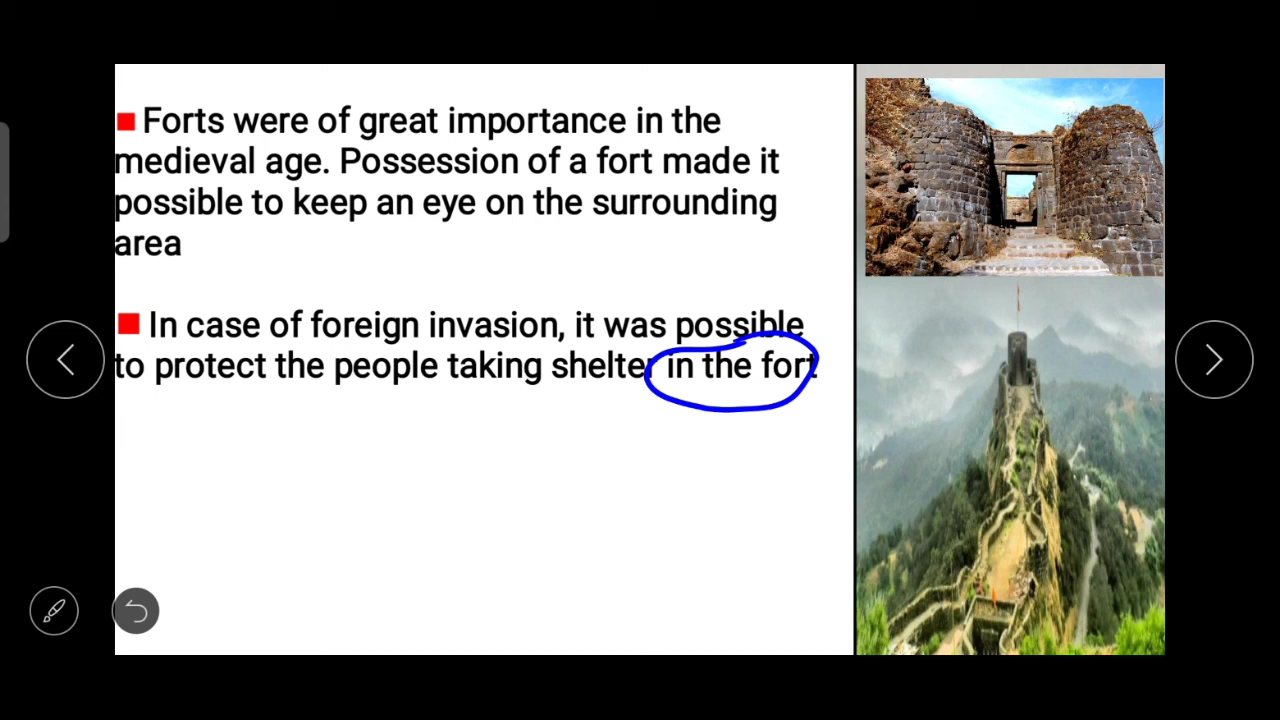 Forts were of great importance in the
medieval age. Possession of a fort made it
possible to keep an eye on the surrounding
area
In case of foreign invasion, it was possible
to protect the people taking shelter in the fort